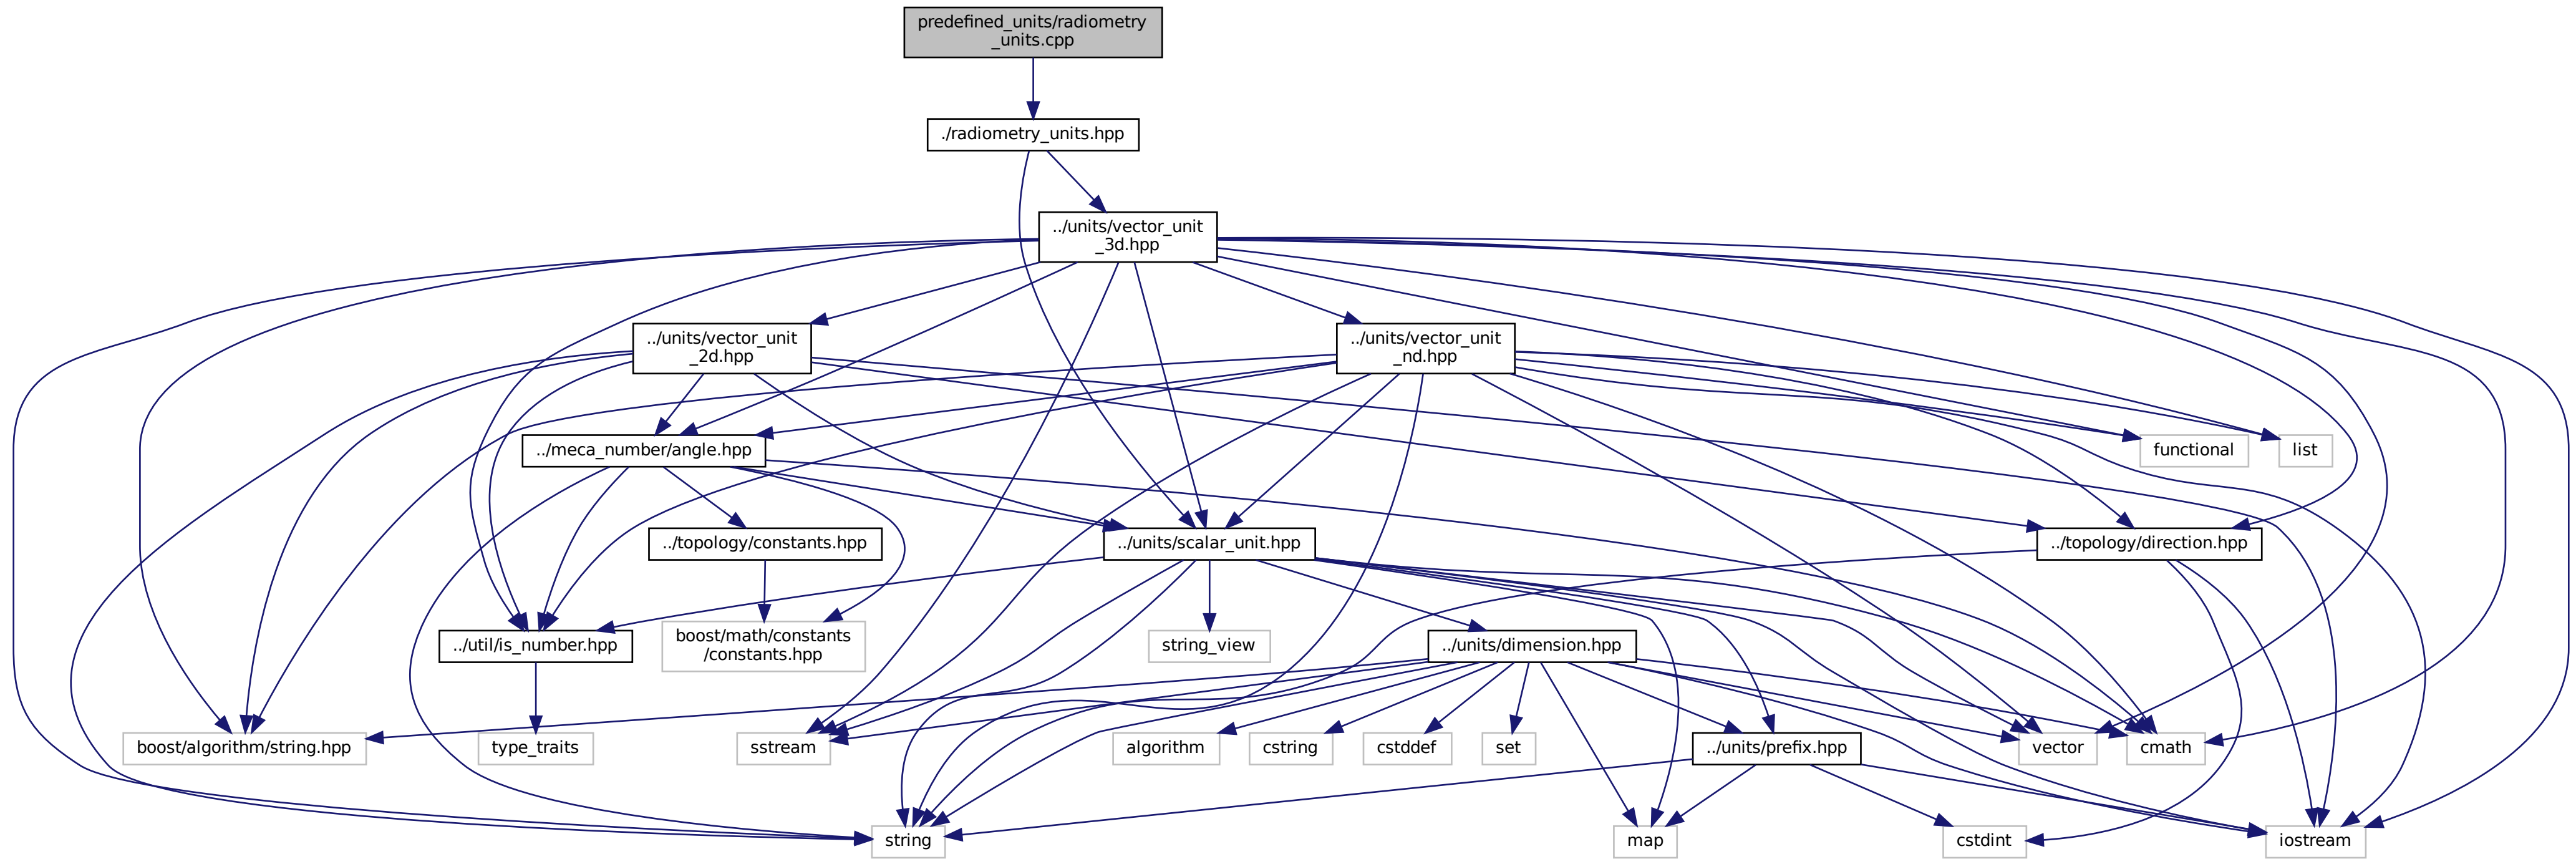 predefined_units/radiometry
_units.cpp
./radiometry_units.hpp
../units/vector_unit
_3d.hpp
../units/vector_unit
_2d.hpp
../units/vector_unit
_nd.hpp
../meca_number/angle.hpp
functional
list
../topology/constants.hpp
../units/scalar_unit.hpp
../topology/direction.hpp
../util/is_number.hpp
boost/math/constants
/constants.hpp
string_view
../units/dimension.hpp
boost/algorithm/string.hpp
type_traits
sstream
algorithm
cstring
cstddef
set
../units/prefix.hpp
vector
cmath
string
map
cstdint
iostream